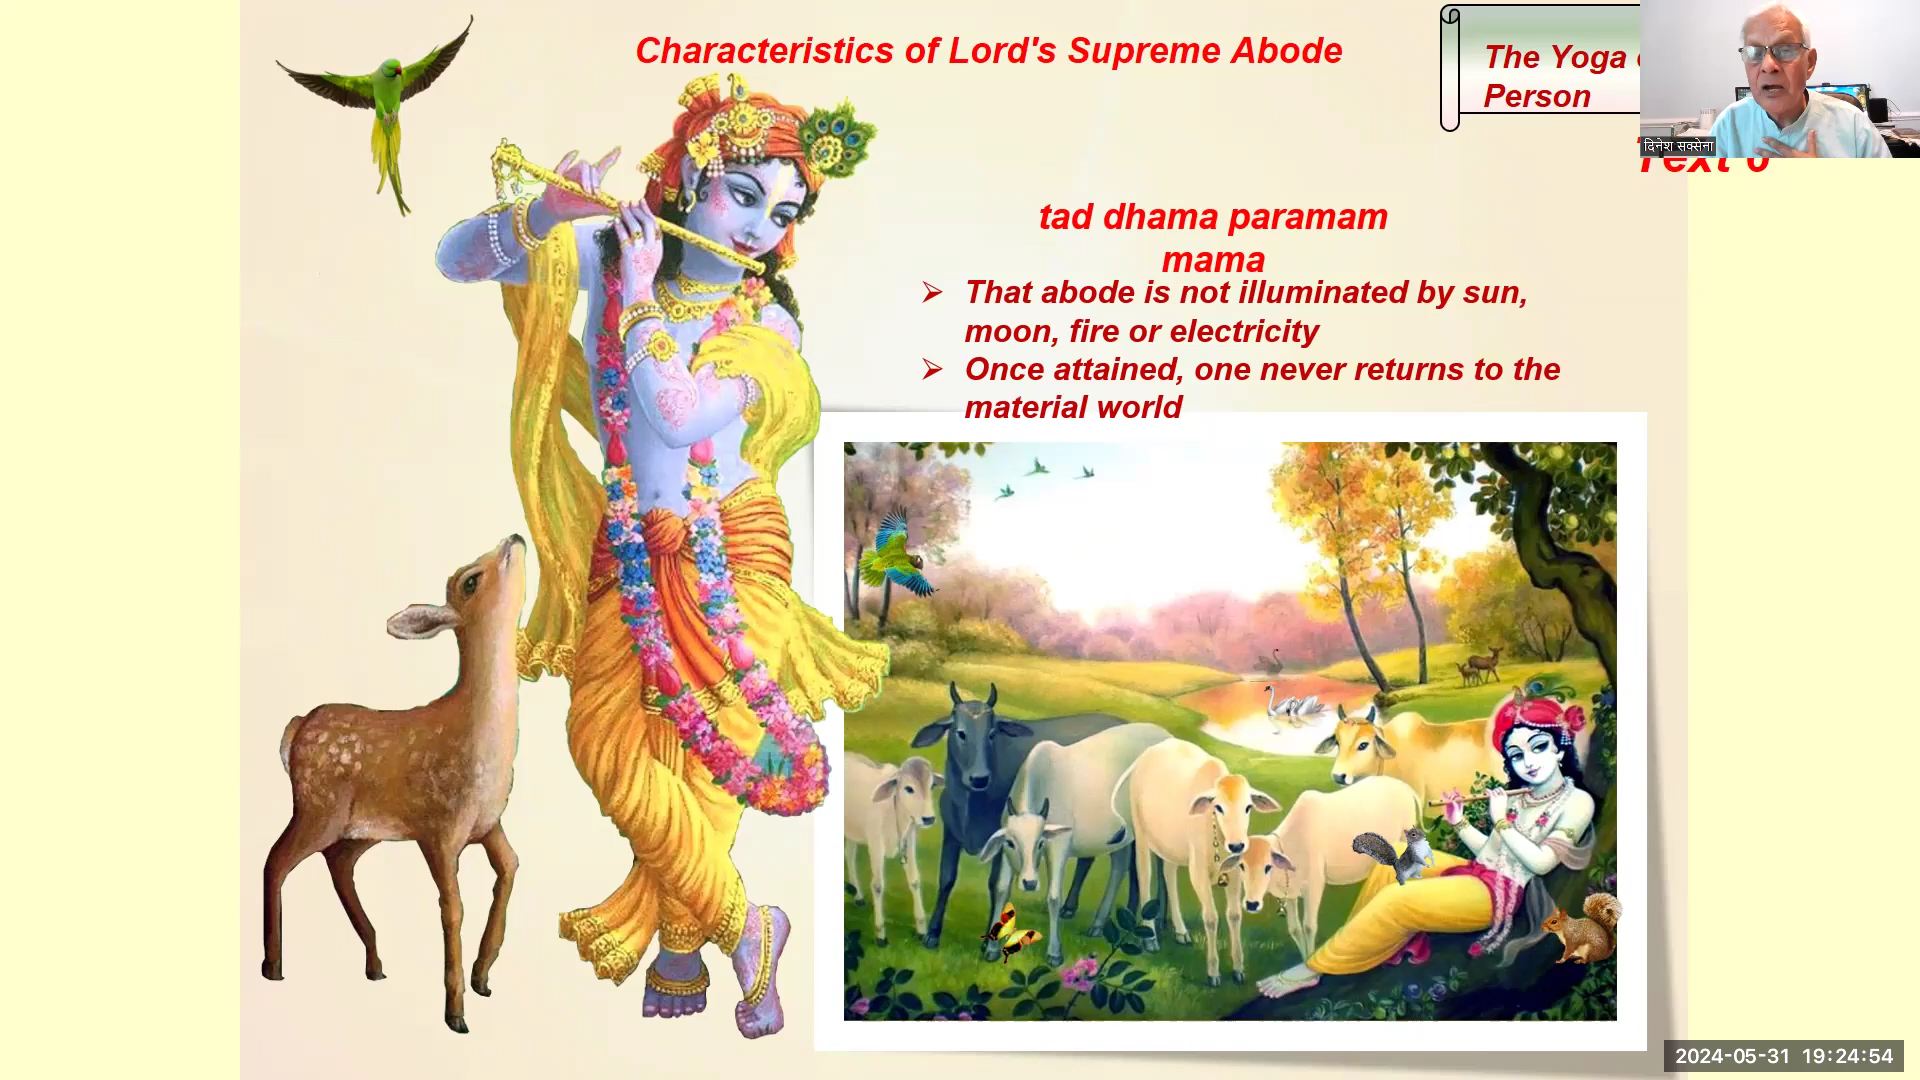 Characteristics of Lord's Supreme Abode
The Yoga
Person
दिनेश सक्सेना
Text 6
tad dhama paramam
mama
➢ That abode is not illuminated by sun,
moon, fire or electricity
➢ Once attained, one never returns to the
material world
2024-05-31 19:24:54